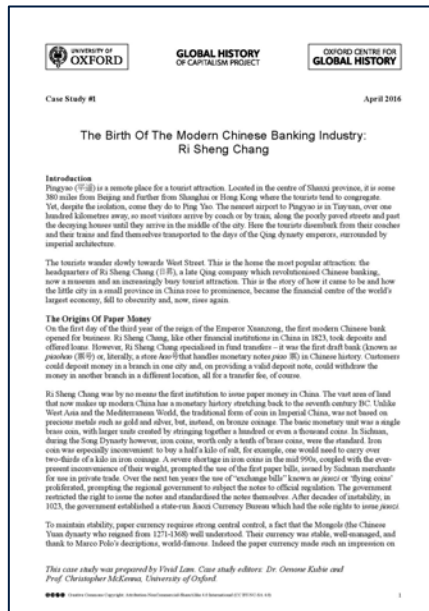 UNIVERSITY OF
OXFORD
GLOBAL HISTORY
OF CAPITALISM PROJECT
OXFORD CENTRE FOR
GLOBAL HISTORY
Case Study #1
April 2016
The Birth Of The Modern Chinese Banking Industry:
Ri Sheng Chang
Introduction
Pingyao is a remote place for a tourist attraction. Located in the centre of Shanxi province, it is some
380 miles from Beijing and further from Shanghai or Hong Kong where the tourists tend to congregate.
Yet, despite the isolation, come they do to Ping Yao. The nearest airport to Pingyao is in Taiyuan, over one
hundred kilometres away, so most visitors arrive by coach or by train, along the poorly paved streets and past
the decaying houses until they arrive in the middle of the city. Here the tourists disembark from their coaches
and their trains and find themselves transported to the days of the Qing dynasty emperors, surrounded by
imperial architecture.
The tourists wander slowly towards West Street. This is the home the most popular attraction: the
headquarters of Ri Sheng Chang, a late Qing company which revolutionised Chinese banking,
now a museum and an increasingly busy tourist attraction. This is the story of how it came to be and how
the little city in a small province in China rose to prominence, became the financial centre of the world's
largest economy, fell to obscurity and, now, rises again.
The Origins Of Paper Money
On the first day of the third year of the reign of the Emperor Xuanzong, the first modern Chinese bank
opened for business. Ri Sheng Chang, like other financial institutions in China in 1823, took deposits and
offered loans. However, Ri Sheng Chang specialised in fund transfers – it was the first draft bank (known as
piaohao (票号) or, literally, a store hao号that handles monetary notes piao 票) in Chinese history. Customers
could deposit money in a branch in one city and, on providing a valid deposit note, could withdraw the
money in another branch in a different location, all for a transfer fee, of course.
Ri Sheng Chang was by no means the first institution to issue paper money in China. The vast area of land
that now makes up modern China has a monetary history stretching back to the seventh century BC. Unlike
West Asia and the Mediterranean World, the traditional form of coin in Imperial China, was not based on
precious metals such as gold and silver, but, instead, on bronze coinage. The basic monetary unit was a single
brass coin, with larger units created by stringing together a hundred or even a thousand coins. In Sichuan,
during the Song Dynasty however, iron coins, worth only a tenth of brass coins, were the standard. Iron
coin was especially inconvenient: to buy a half a kilo of salt, for example, one would need to carry over
two-thirds of a kilo in iron coinage. A severe shortage in iron coins in the mid 990s, coupled with the ever-
present inconvenience of their weight, prompted the use of the first paper bills, issued by Sichuan merchants
for use in private trade. Over the next ten years the use of "exchange bills" known as jiaozi or 'flying coins'
proliferated, prompting the regional government to subject the notes to official regulation. The government
restricted the right to issue the notes and standardised the notes themselves. After decades of instability, in
1023, the government established a state-run Jiaozi Currency Bureau which had the sole rights to issue jiaozi.
To maintain stability, paper currency requires strong central control, a fact that the Mongols (the Chinese
Yuan dynasty who reigned from 1271-1368) well understood. Their currency was stable, well-managed, and
thank to Marco Polo's decriptions, world-famous. Indeed the paper currency made such an impression on
This case study was prepared by Vivid Lam. Case study editors: Dr. Oenone Kubie and
Prof. Christopher McKenna, University of Oxford.
1